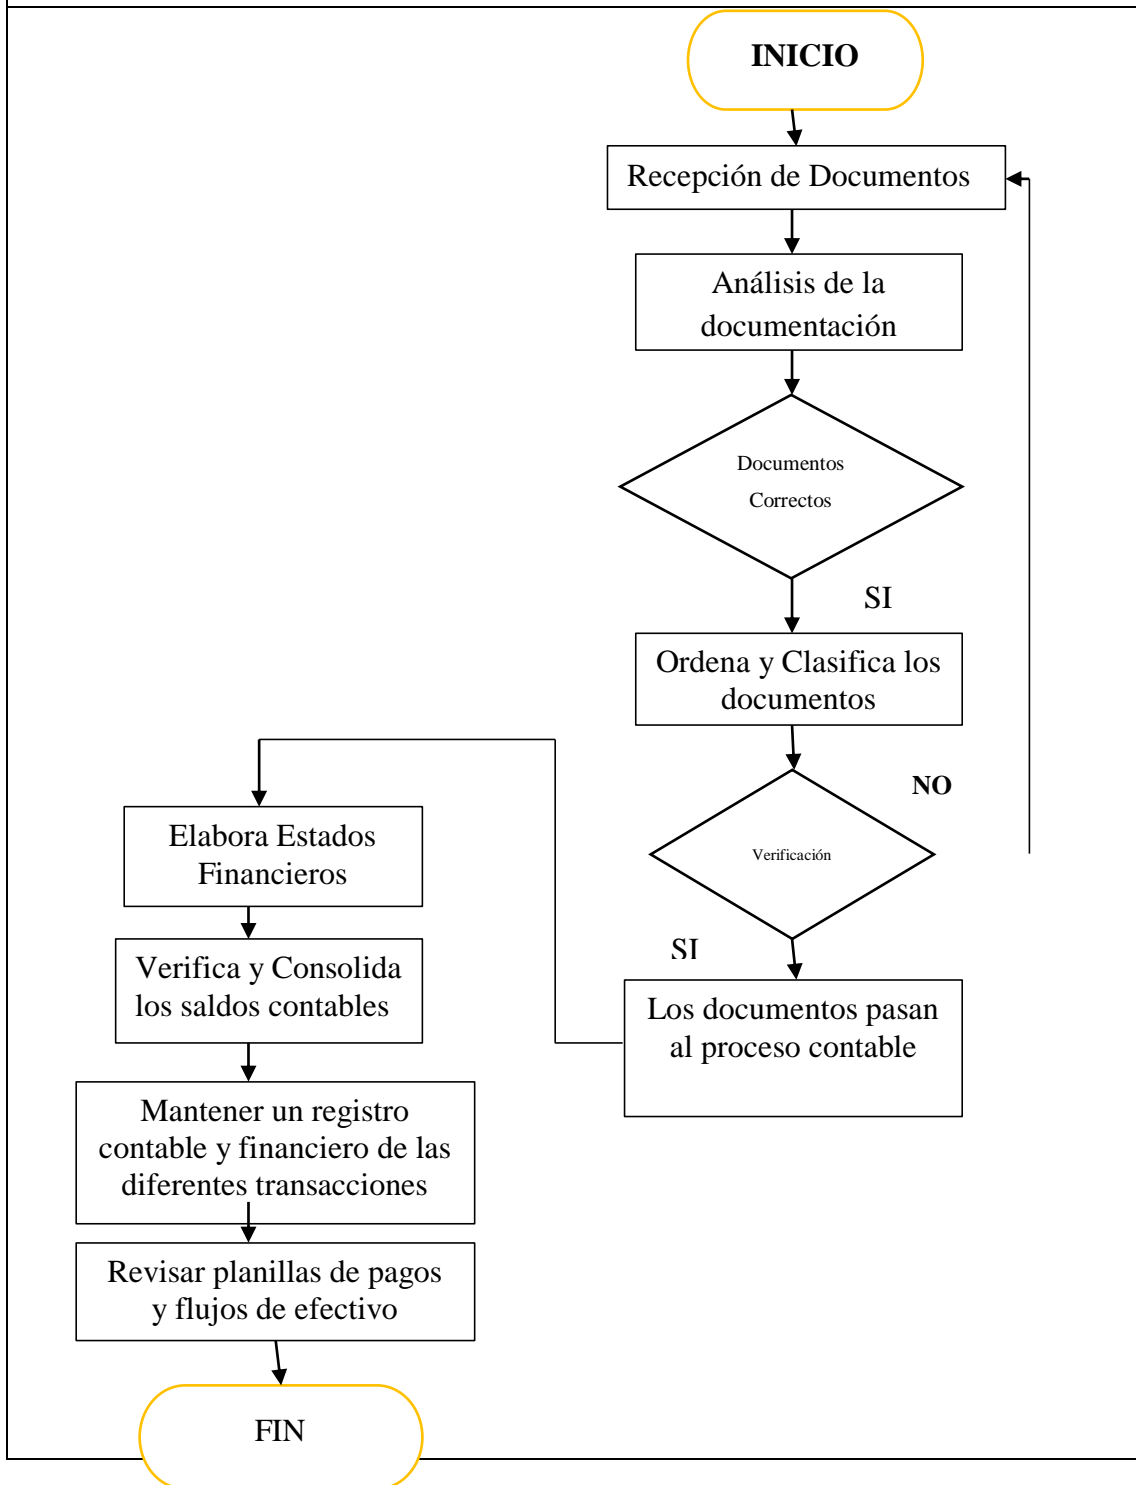 INICIO
Recepción de Documentos
Análisis de la
documentación
Documentos
Correctos
SI
Ordena y Clasifica los
documentos
NO
Verificación
SI
Los documentos pasan
al proceso contable
Elabora Estados
Financieros
Verifica y Consolida
los saldos contables
Mantener un registro
contable y financiero de las
diferentes transacciones
Revisar planillas de pagos
y flujos de efectivo
FIN